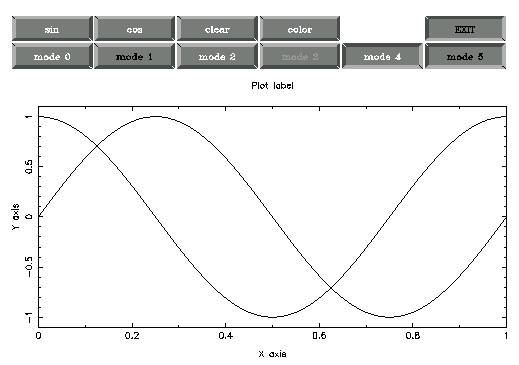 sin cos clear color EXIT
mode 0 mode 1 mode 2 mode 3 mode 4 mode 5
Plot label
1
0.5
0
-0.5
-1
Y axis
0 0.2 0.4 0.6 0.8 1
X axis